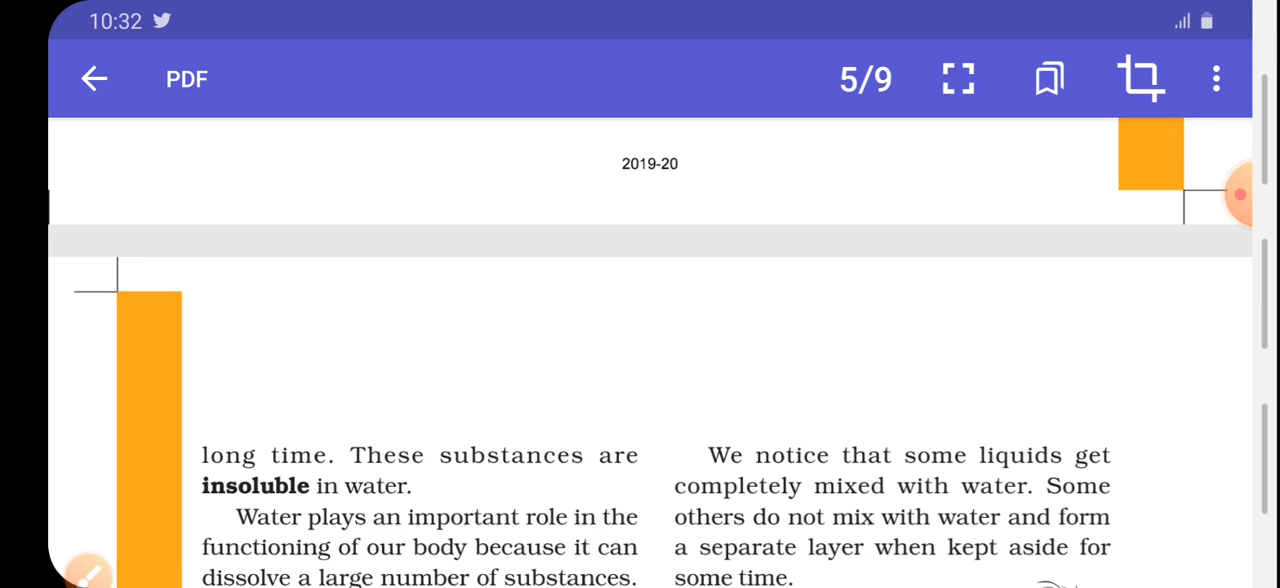 10:32
PDF
5/9
2019-20
long time. These substances are
insoluble in water.
Water plays an important role in the
functioning of our body because it can
dissolve a large number of substances.
We notice that some liquids get
completely mixed with water. Some
others do not mix with water and form
a separate layer when kept aside for
some time.